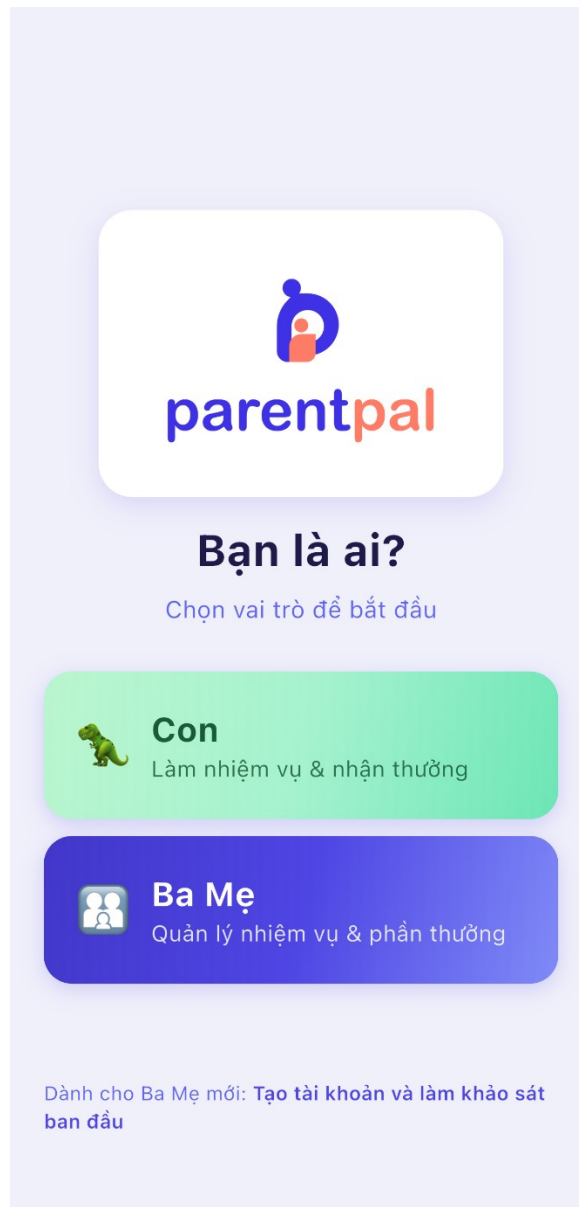 parentpal
Bạn là ai?
Chọn vai trò để bắt đầu
Con
Làm nhiệm vụ & nhận thưởng
Ba Mẹ
Quản lý nhiệm vụ & phần thưởng
Dành cho Ba Mẹ mới: Tạo tài khoản và làm khảo sát
ban đầu